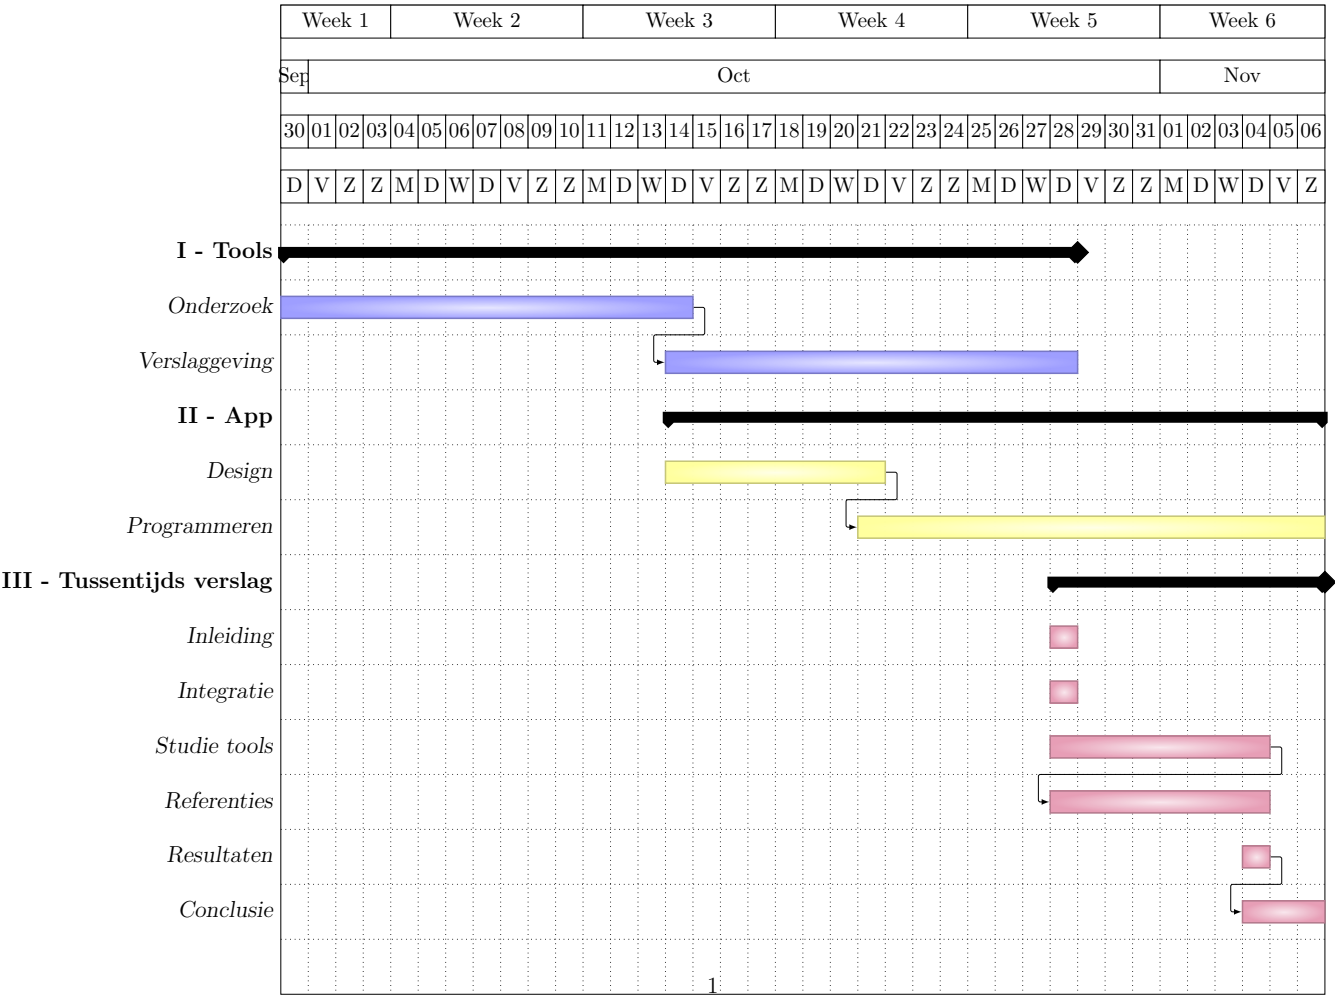 Week 1 Week 2 Week 3 Week 4 Week 5 Week 6
Sep Oct Nov
30 01 02 03 04 05 06 07 08 09 10 11 12 13 14 15 16 17 18 19 20 21 22 23 24 25 26 27 28 29 30 31 01 02 03 04 05 06
D V Z Z M D W D V Z Z M D W D V Z Z M D W D V Z Z M D W D V Z Z M D W D V Z
I - Tools
Onderzoek
Verslaggeving
II - App
Design
Programmeren
III - Tussentijds verslag
Inleiding
Integratie
Studie tools
Referenties
Resultaten
Conclusie
1